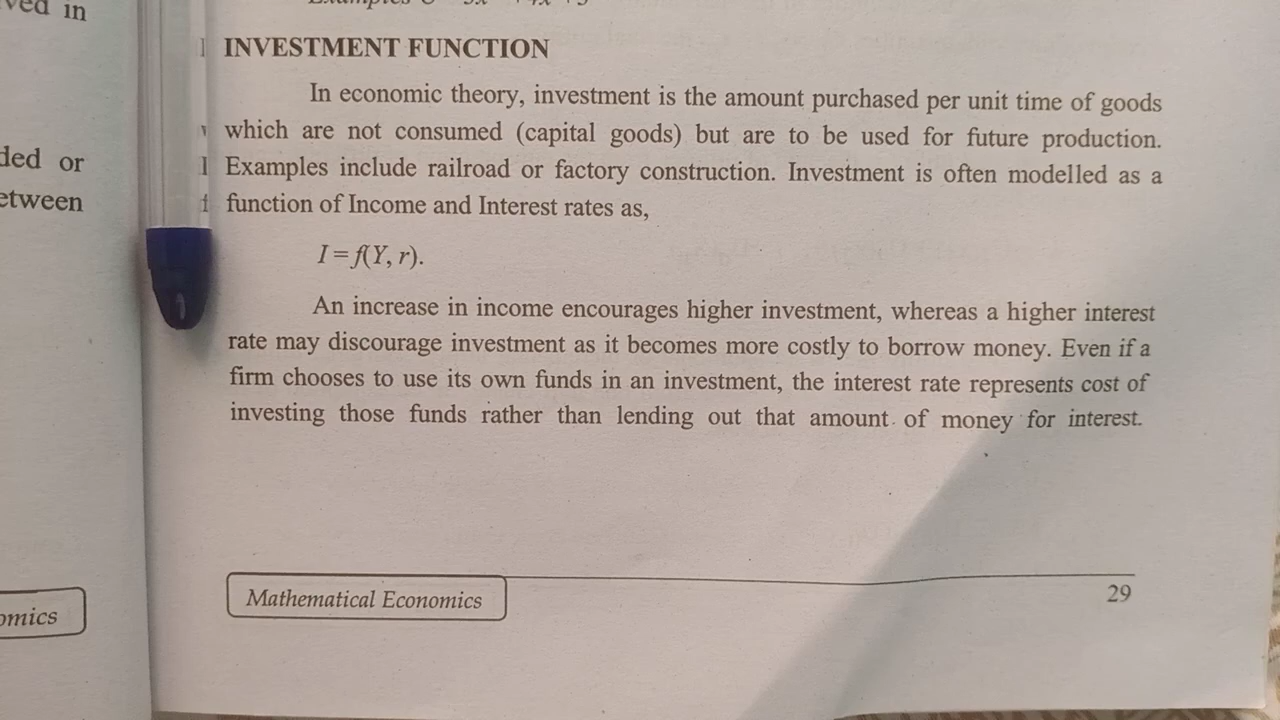 ved in
ded or
etween
omics
INVESTMENT FUNCTION
In economic theory, investment is the amount purchased per unit time of goods
which are not consumed (capital goods) but are to be used for future production.
Examples include railroad or factory construction. Investment is often modelled as a
function of Income and Interest rates as,
I = f(Y, r).
An increase in income encourages higher investment, whereas a higher interest
rate may discourage investment as it becomes more costly to borrow money. Even if a
firm chooses to use its own funds in an investment, the interest rate represents cost of
investing those funds rather than lending out that amount of money for interest.
Mathematical Economics
29